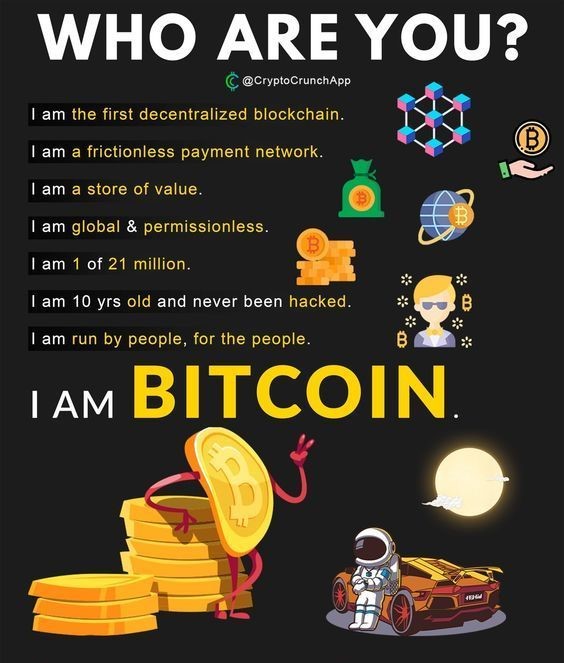 WHO ARE YOU?
@CryptoCrunchApp
I am the first decentralized blockchain.
I am a frictionless payment network.
I am a store of value.
I am global & permissionless.
I am 1 of 21 million.
I am 10 yrs old and never been hacked.
I am run by people, for the people.
I AM BITCOIN.